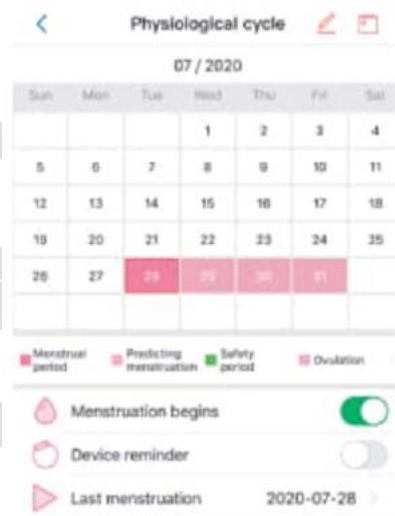 Physiological cycle
07 / 2020
Sun Mon Tue Wed Thu Fri Sat
1 2 3 4
5 6 7 8 9 10 11
12 13 14 15 16 17 18
19 20 21 22 23 24 25
26 27 28 29 30 31
Menstrual period Predicting menstruation Safety period Ovulation
Menstruation begins
Device reminder
Last menstruation 2020-07-28